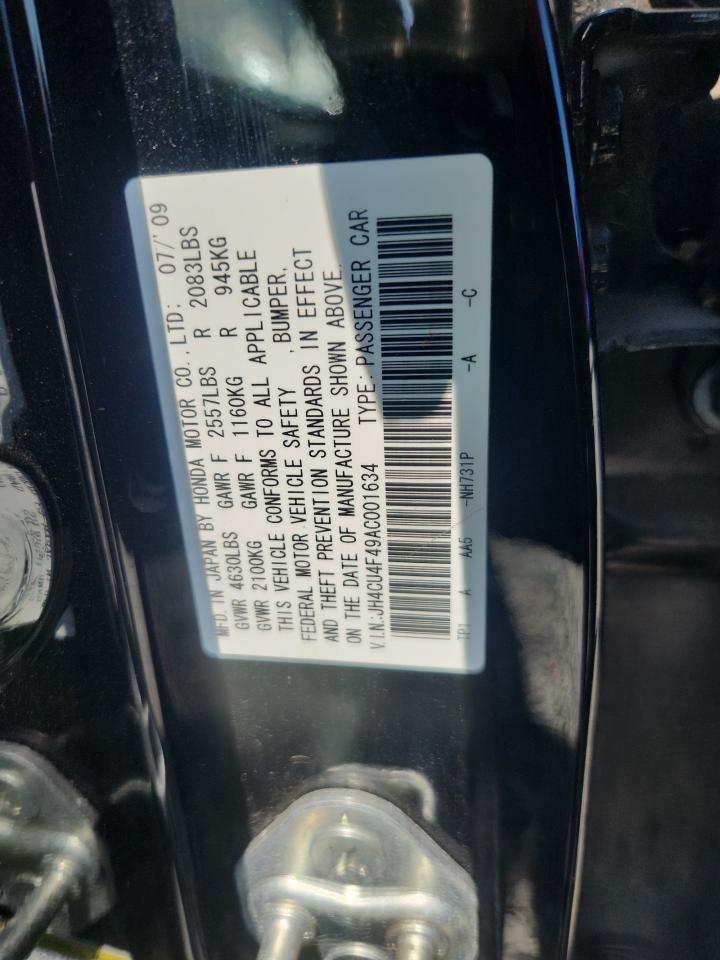 MFD. IN JAPAN BY HONDA MOTOR CO., LTD: 07/'09
GVWR 4630LBS GAWR F 2557LBS R 2083LBS
GVWR 2100KG GAWR F 1160KG R 945KG
THIS VEHICLE CONFORMS TO ALL APPLICABLE
FEDERAL MOTOR VEHICLE SAFETY , BUMPER,
AND THEFT PREVENTION STANDARDS IN EFFECT
ON THE DATE OF MANUFACTURE SHOWN ABOVE.
V.I.N.:JH4CU4F49AC001634 TYPE: PASSENGER CAR
TP1 A AA5 -NH731P -A -C